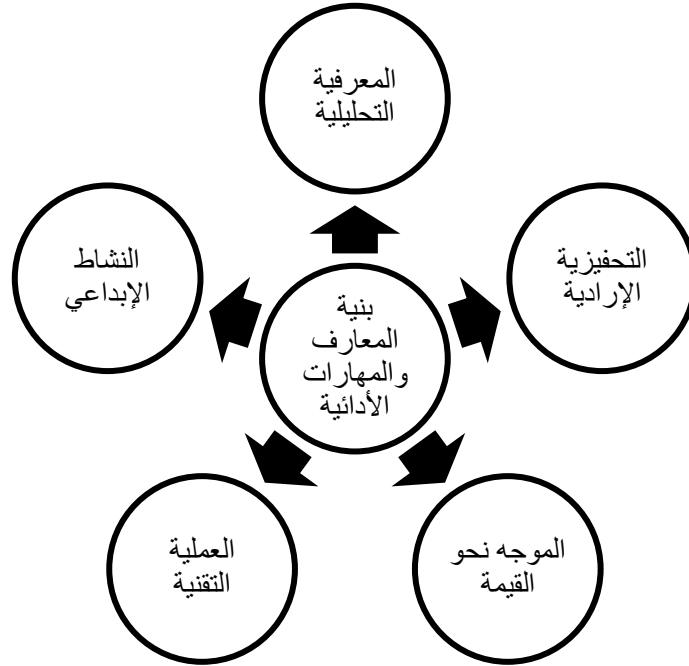 المعرفية
التحليلية
التحفيزية
الإرادية
الموجه نحو
القيمة
العملية
التقنية
النشاط
الإبداعي
بنية
المعارف
والمهارات
الأدائية